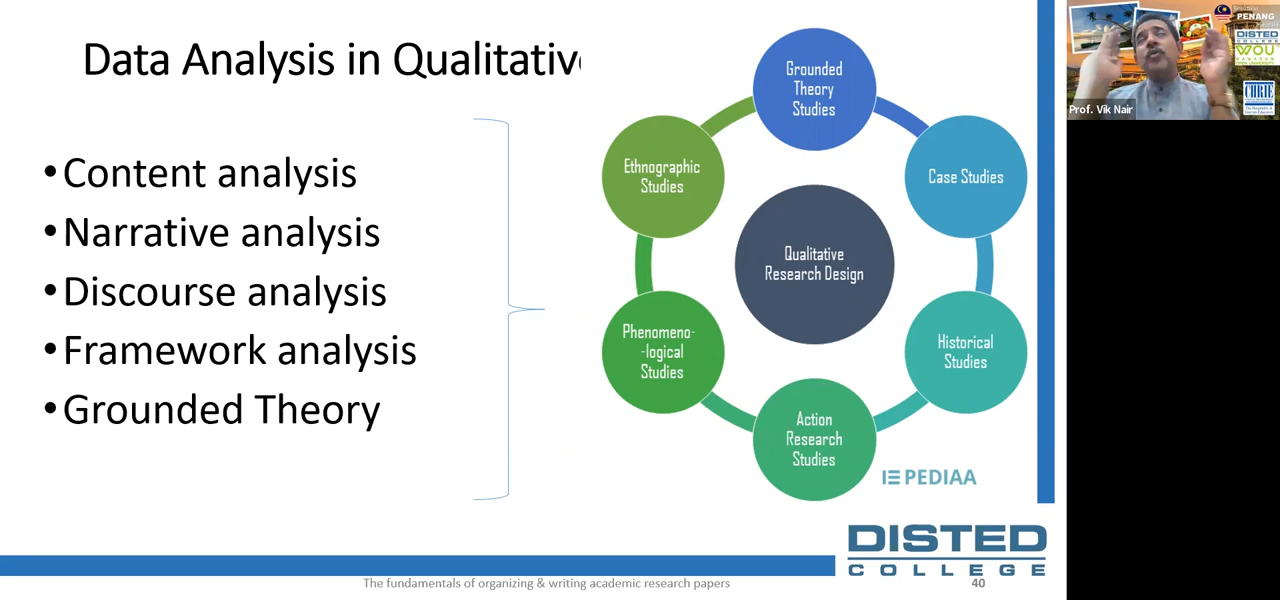 Data Analysis in Qualitativ
•Content analysis
•Narrative analysis
•Discourse analysis
•Framework analysis
•Grounded Theory
Grounded
Theory
Studies
Ethnographic
Studies
Case Studies
Qualitative
Research Design
Phenomeno-
-logical
Studies
Historical
Studies
Action
Research
Studies
PEDIAA
DISTED
COLLEGE
The fundamentals of organizing & writing academic research papers
40
PENANG
DISTED
COLLEGE
WOU
CHRIE
Prof. Vik Nair